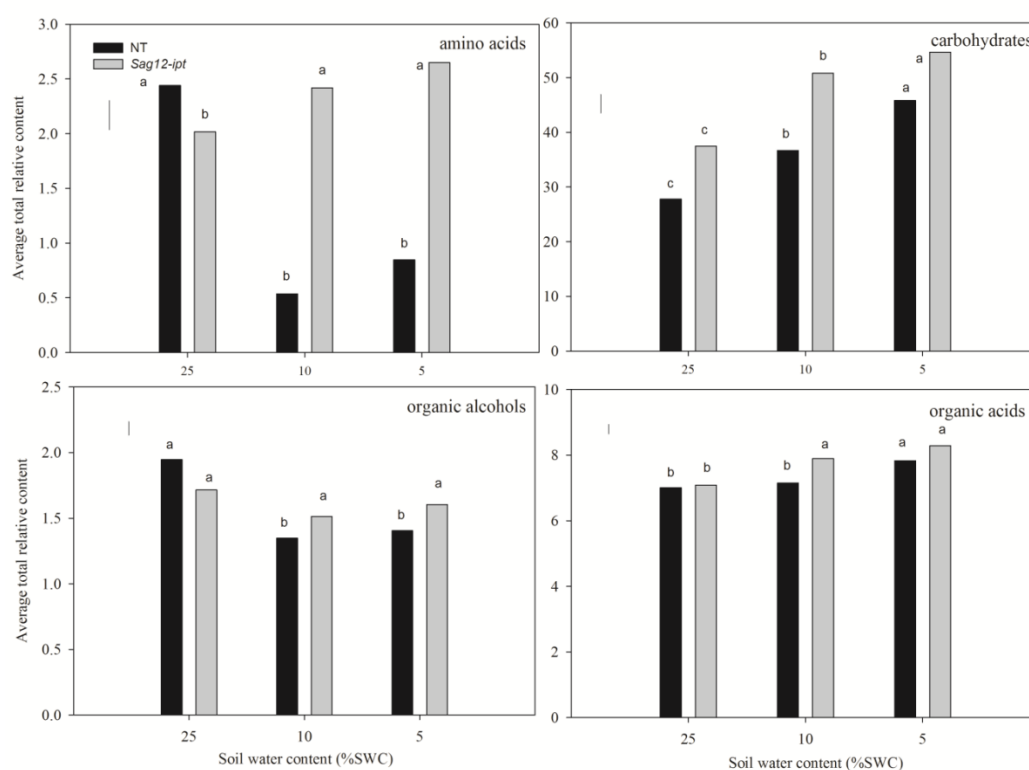 amino acids
NT
Sag12-ipt
Average total relative content
3.0
2.5
2.0
1.5
1.0
0.5
0.0
a
b
b
a
b
a
25
10
5
carbohydrates
60
50
40
30
20
10
0
c
c
b
b
a
a
25
10
5
organic alcohols
Average total relative content
2.5
2.0
1.5
1.0
0.5
0.0
a
a
b
a
b
a
25
10
5
Soil water content (%SWC)
organic acids
10
8
6
4
2
0
b
b
b
a
a
a
25
10
5
Soil water content (%SWC)